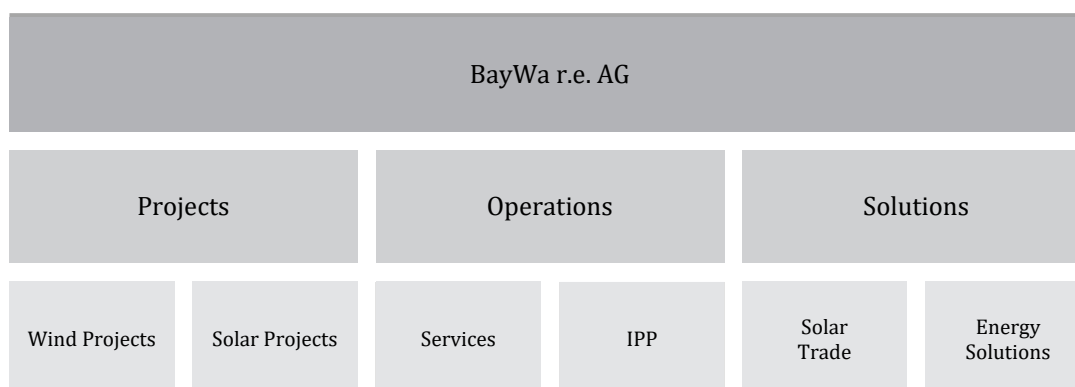 BayWa r.e. AG
Projects
Operations
Solutions
Wind Projects
Solar Projects
Services
IPP
Solar
Trade
Energy
Solutions